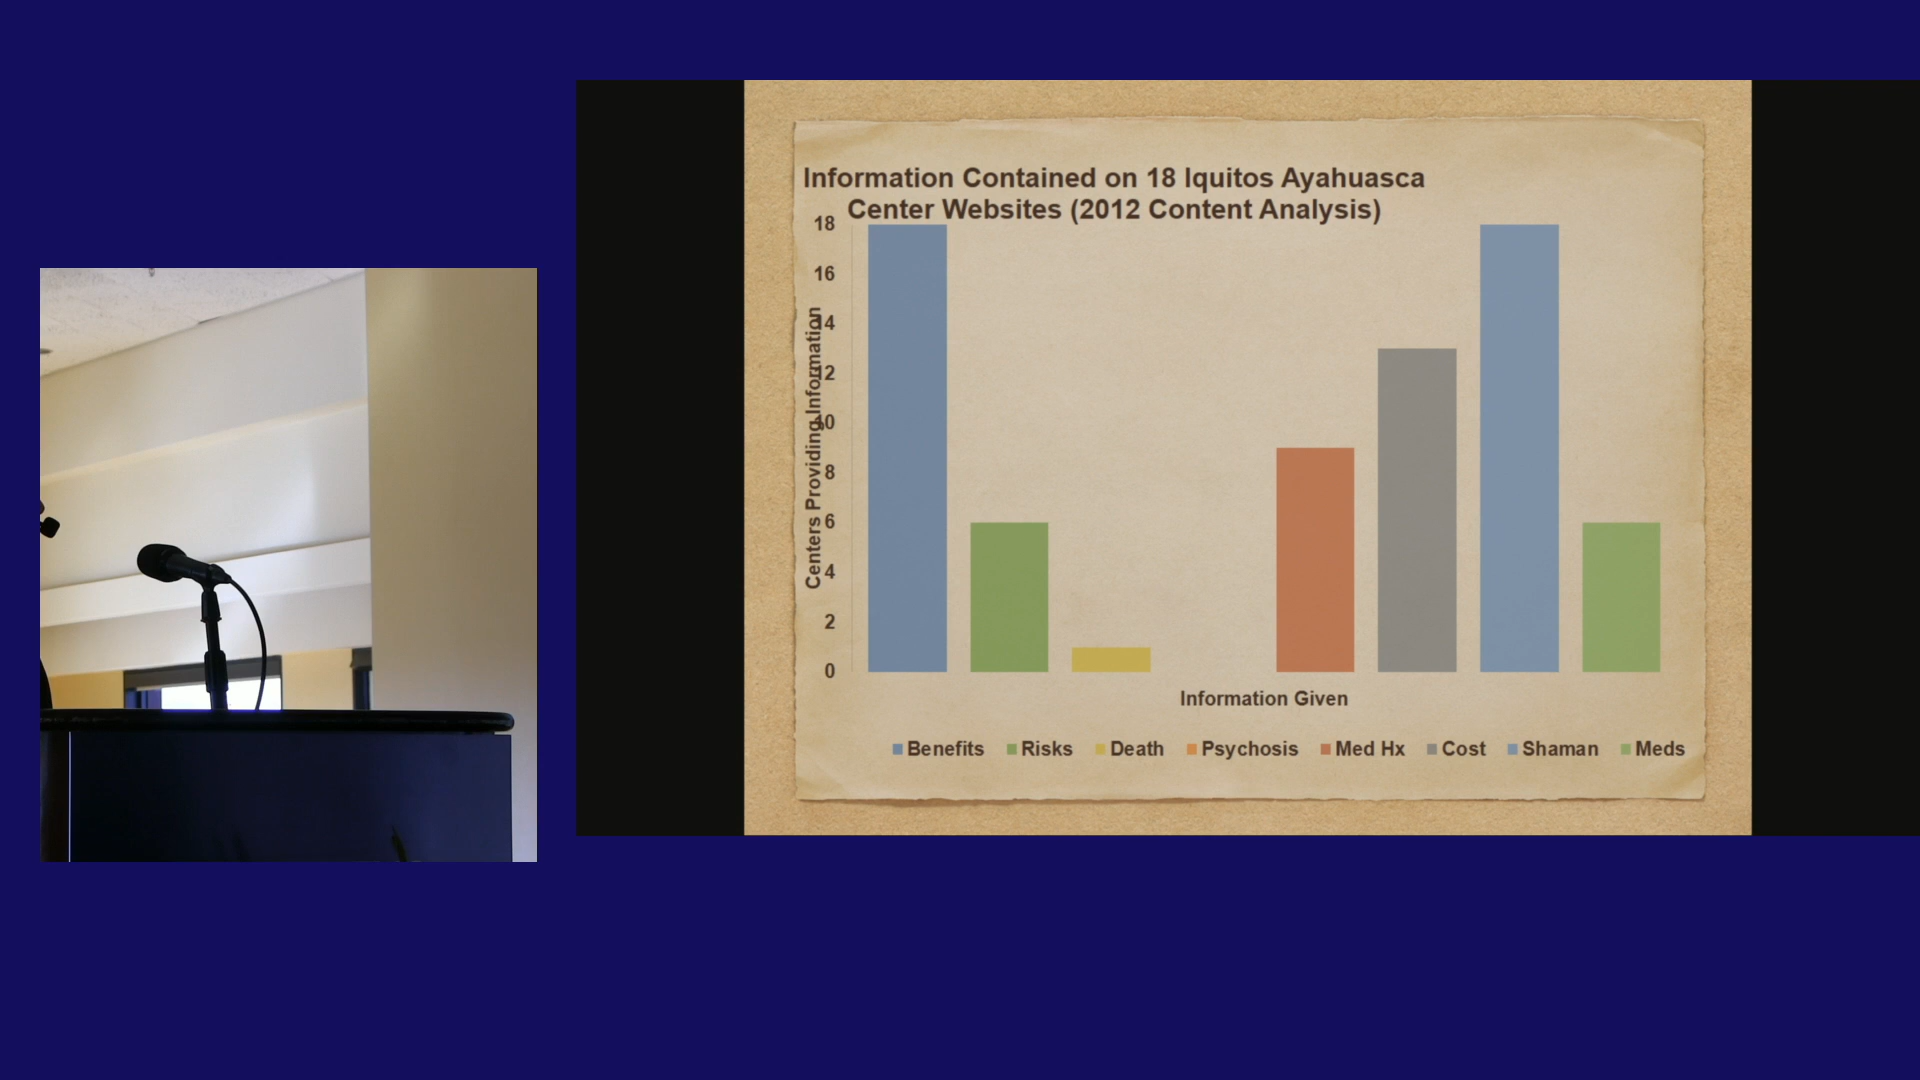 Information Contained on 18 Iquitos Ayahuasca
Center Websites (2012 Content Analysis)
18
16
14
12
10
8
6
4
2
0
Centers Providing Information
Information Given
Benefits Risks Death Psychosis Med Hx Cost Shaman Meds